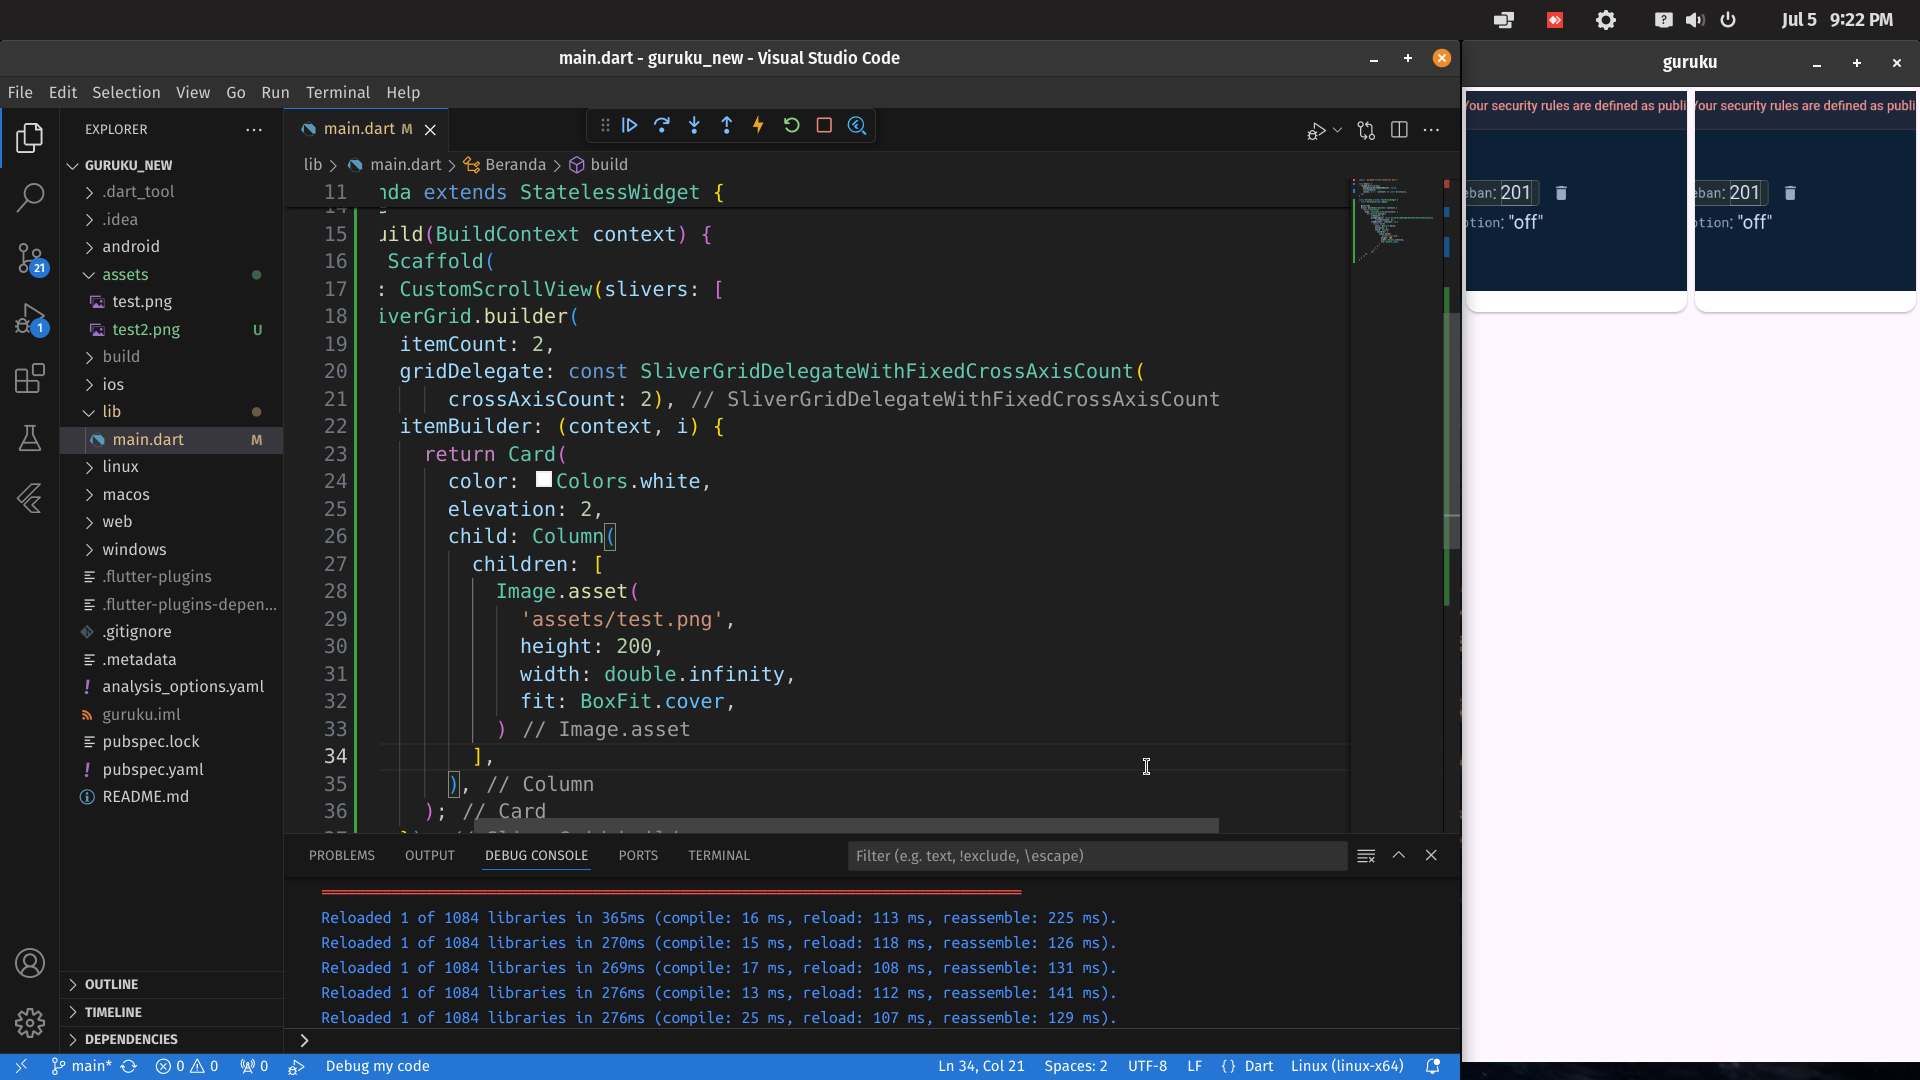 Jul 5 9:22 PM
main.dart - guruku_new - Visual Studio Code
guruku
File Edit Selection View Go Run Terminal Help
EXPLORER
GURUKU_NEW
.dart_tool
.idea
android
assets
test.png
test2.png U
build
ios
lib
main.dart M
linux
macos
web
windows
.flutter-plugins
.flutter-plugins-depen...
.gitignore
.metadata
analysis_options.yaml
guruku.iml
pubspec.lock
pubspec.yaml
README.md
OUTLINE
TIMELINE
DEPENDENCIES
21
1
main.dart M
lib > main.dart > Beranda > build
11 nda extends StatelessWidget {
15 uild(BuildContext context) {
16 Scaffold(
17 : CustomScrollView(slivers: [
18 iverGrid.builder(
19 itemCount: 2,
20 gridDelegate: const SliverGridDelegateWithFixedCrossAxisCount(
21 crossAxisCount: 2), // SliverGridDelegateWithFixedCrossAxisCount
22 itemBuilder: (context, i) {
23 return Card(
24 color: Colors.white,
25 elevation: 2,
26 child: Column(
27 children: [
28 Image.asset(
29 'assets/test.png',
30 height: 200,
31 width: double.infinity,
32 fit: BoxFit.cover,
33 ) // Image.asset
34 ],
35 ), // Column
36 ); // Card
PROBLEMS OUTPUT DEBUG CONSOLE PORTS TERMINAL
Filter (e.g. text, !exclude, \escape)
Reloaded 1 of 1084 libraries in 365ms (compile: 16 ms, reload: 113 ms, reassemble: 225 ms).
Reloaded 1 of 1084 libraries in 270ms (compile: 15 ms, reload: 118 ms, reassemble: 126 ms).
Reloaded 1 of 1084 libraries in 269ms (compile: 17 ms, reload: 108 ms, reassemble: 131 ms).
Reloaded 1 of 1084 libraries in 276ms (compile: 13 ms, reload: 112 ms, reassemble: 141 ms).
Reloaded 1 of 1084 libraries in 276ms (compile: 25 ms, reload: 107 ms, reassemble: 129 ms).
main* 0 0 0 Debug my code
Ln 34, Col 21 Spaces: 2 UTF-8 LF {} Dart Linux (linux-x64)
Your security rules are defined as publi
eban: 201
otion: "off"
Your security rules are defined as publi
eban: 201
otion: "off"